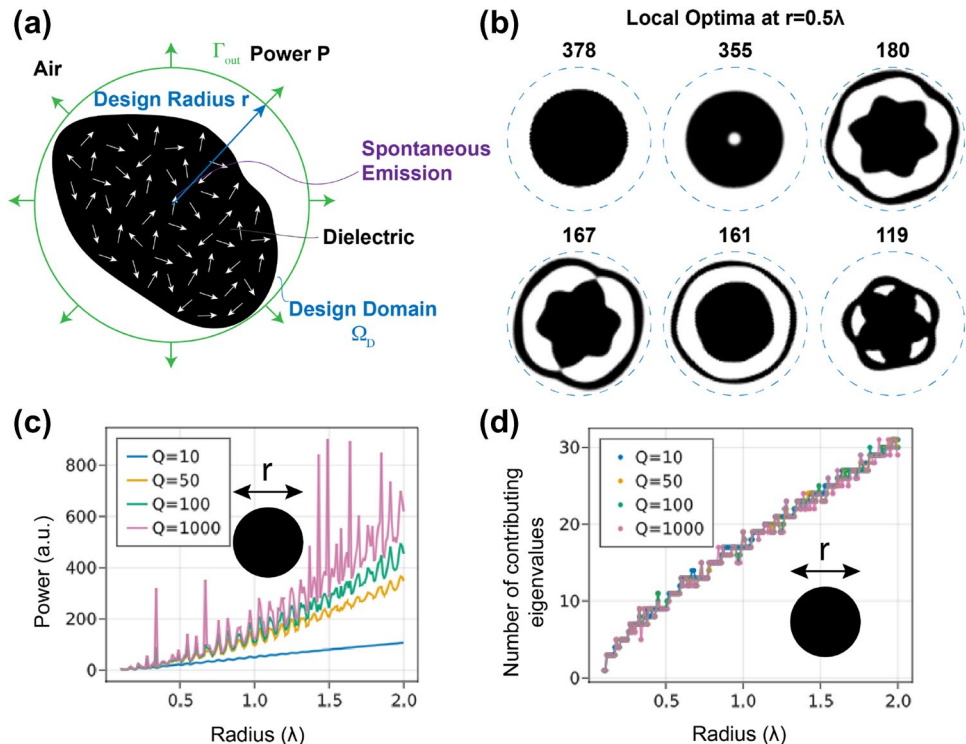 (a)
Γout
Power P
Air
Design Radius r
Spontaneous
Emission
Dielectric
Design Domain
ΩD
(b)
Local Optima at r=0.5λ
378 355 180
167 161 119
(c)
Q=10
Q=50
Q=100
Q=1000
r
800
600
400
200
0
Power (a.u.)
0.5 1.0 1.5 2.0
Radius (λ)
(d)
Q=10
Q=50
Q=100
Q=1000
r
30
20
10
0
Number of contributing
eigenvalues
0.5 1.0 1.5 2.0
Radius (λ)